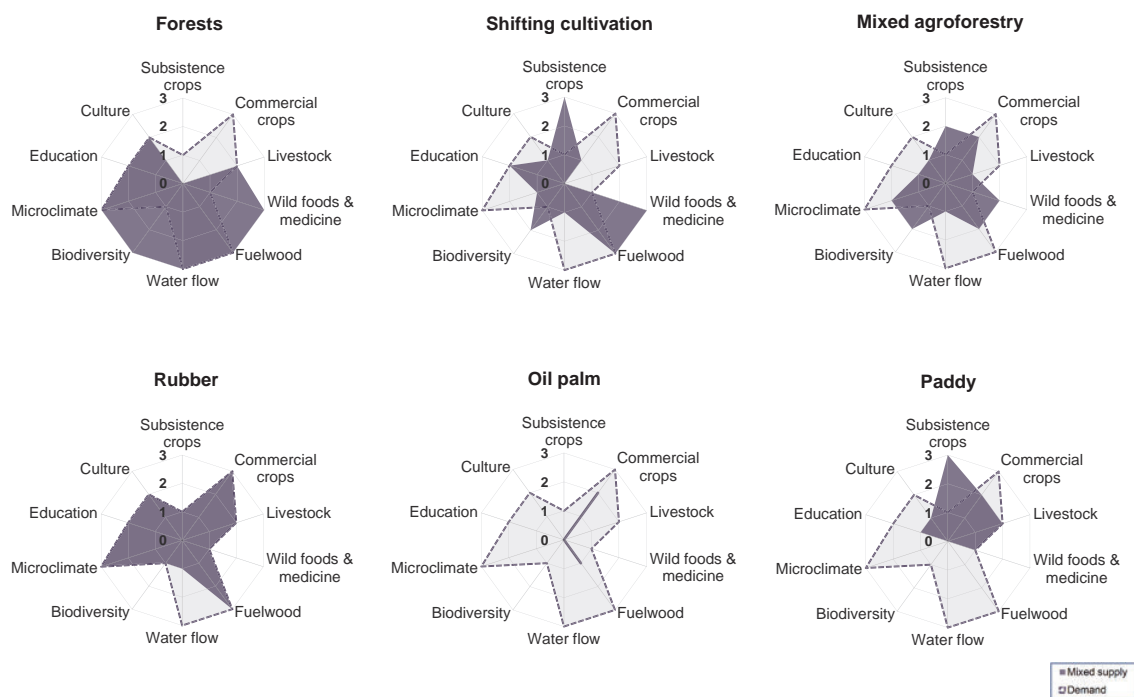 Forests
Subsistence
crops
Commercial
crops
Livestock
Wild foods &
medicine
Fuelwood
Water flow
Biodiversity
Microclimate
Education
Culture
3
2
1
0
Shifting cultivation
Subsistence
crops
Commercial
crops
Livestock
Wild foods &
medicine
Fuelwood
Water flow
Biodiversity
Microclimate
Education
Culture
3
2
1
0
Mixed agroforestry
Subsistence
crops
Commercial
crops
Livestock
Wild foods &
medicine
Fuelwood
Water flow
Biodiversity
Microclimate
Education
Culture
3
2
1
0
Rubber
Subsistence
crops
Commercial
crops
Livestock
Wild foods &
medicine
Fuelwood
Water flow
Biodiversity
Microclimate
Education
Culture
3
2
1
0
Oil palm
Subsistence
crops
Commercial
crops
Livestock
Wild foods &
medicine
Fuelwood
Water flow
Biodiversity
Microclimate
Education
Culture
3
2
1
0
Paddy
Subsistence
crops
Commercial
crops
Livestock
Wild foods &
medicine
Fuelwood
Water flow
Biodiversity
Microclimate
Education
Culture
3
2
1
0
Mixed supply
Demand